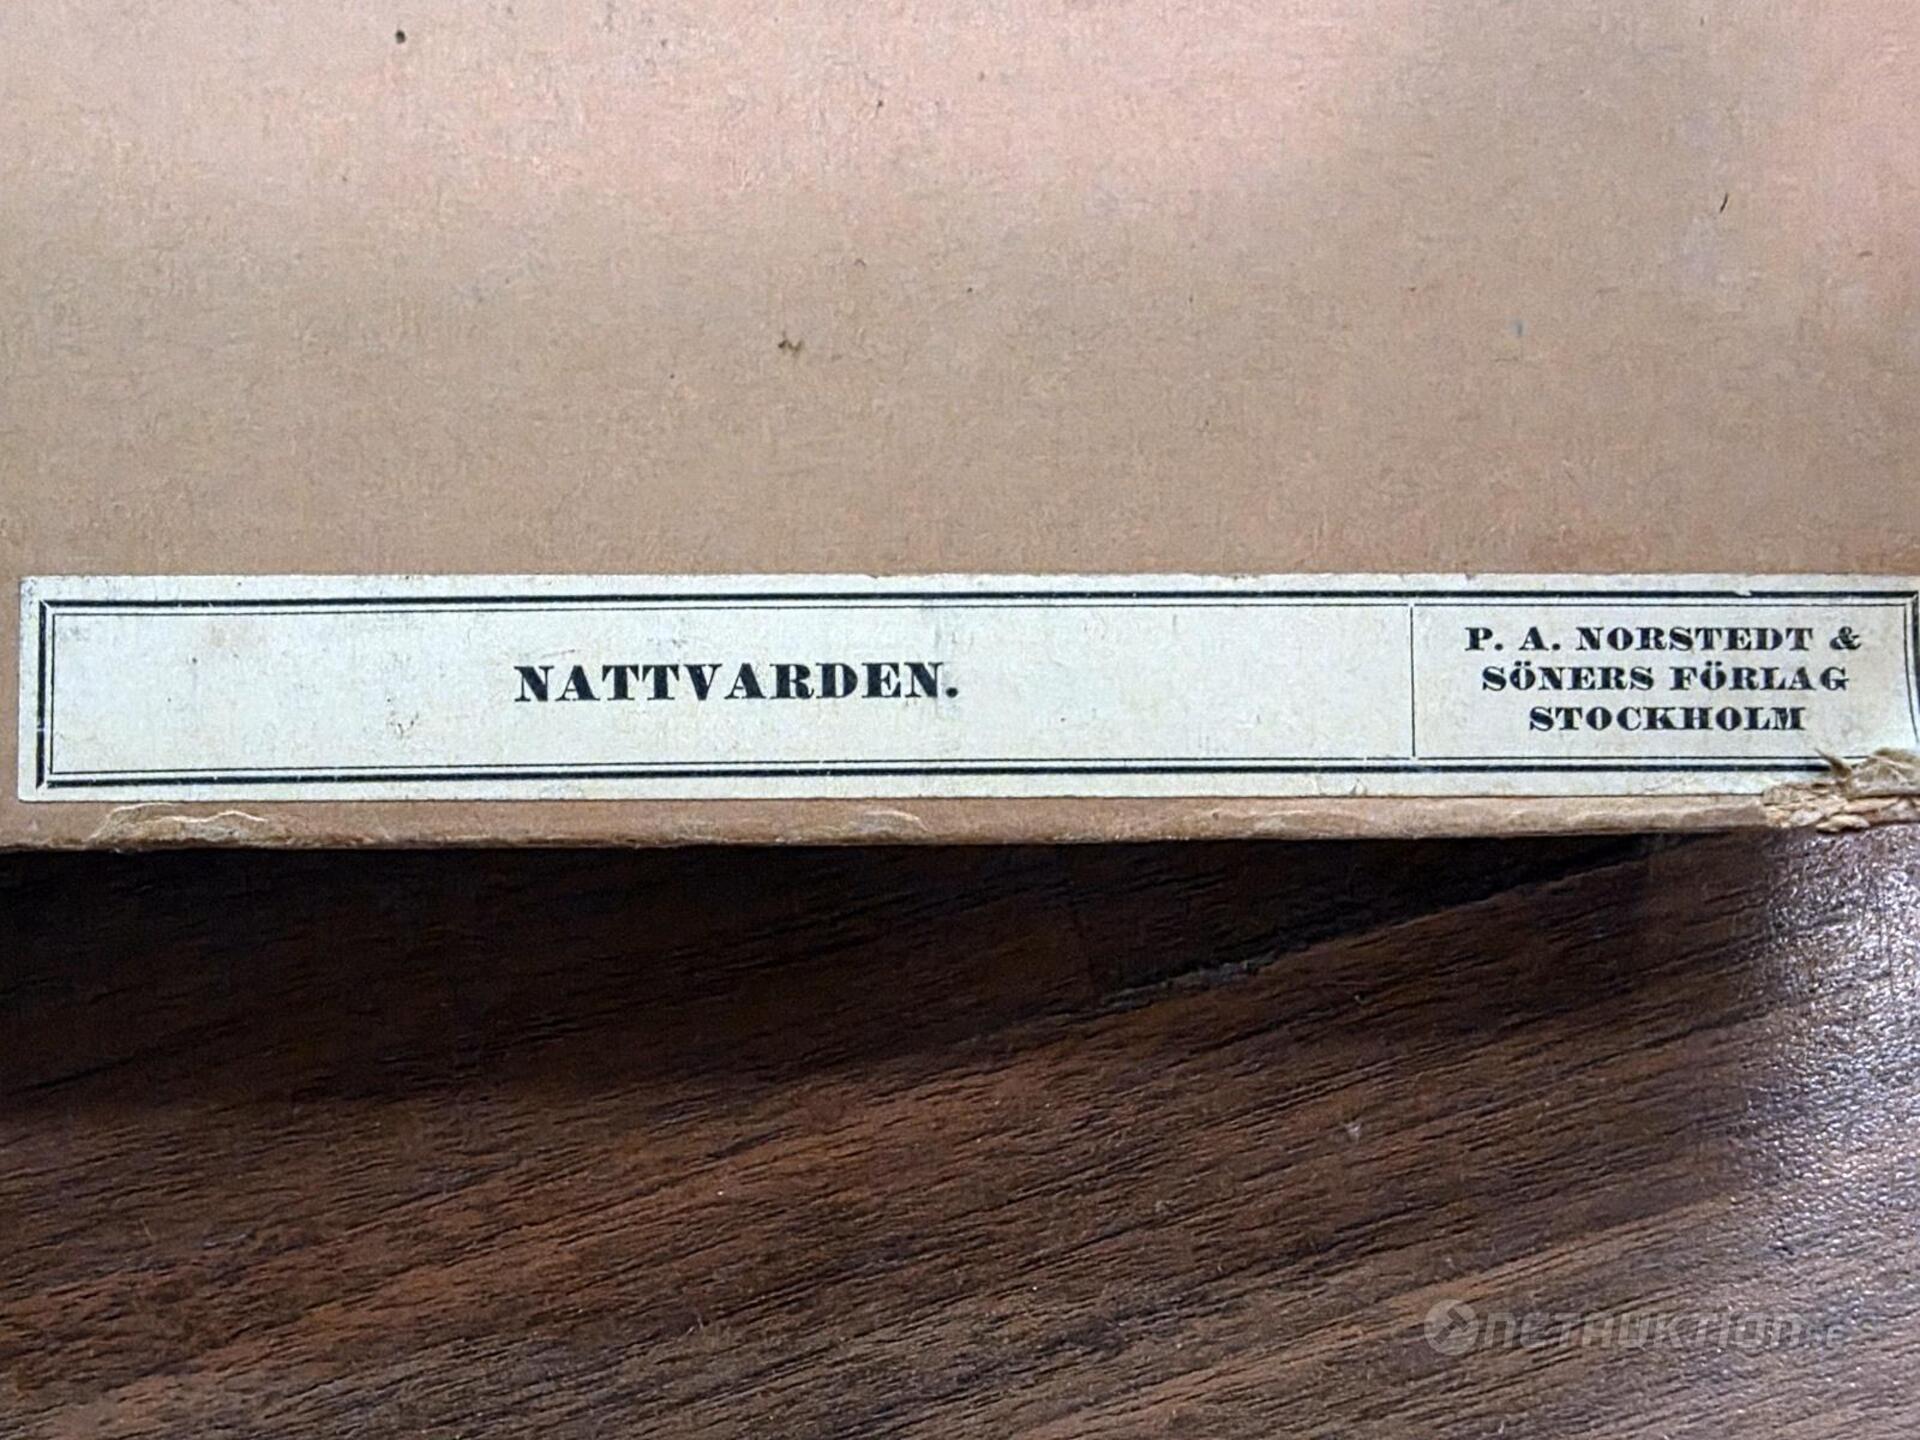 NATTVARDEN.
P. A. NORSTEDT &
SÖNERS FÖRLAG
STOCKHOLM